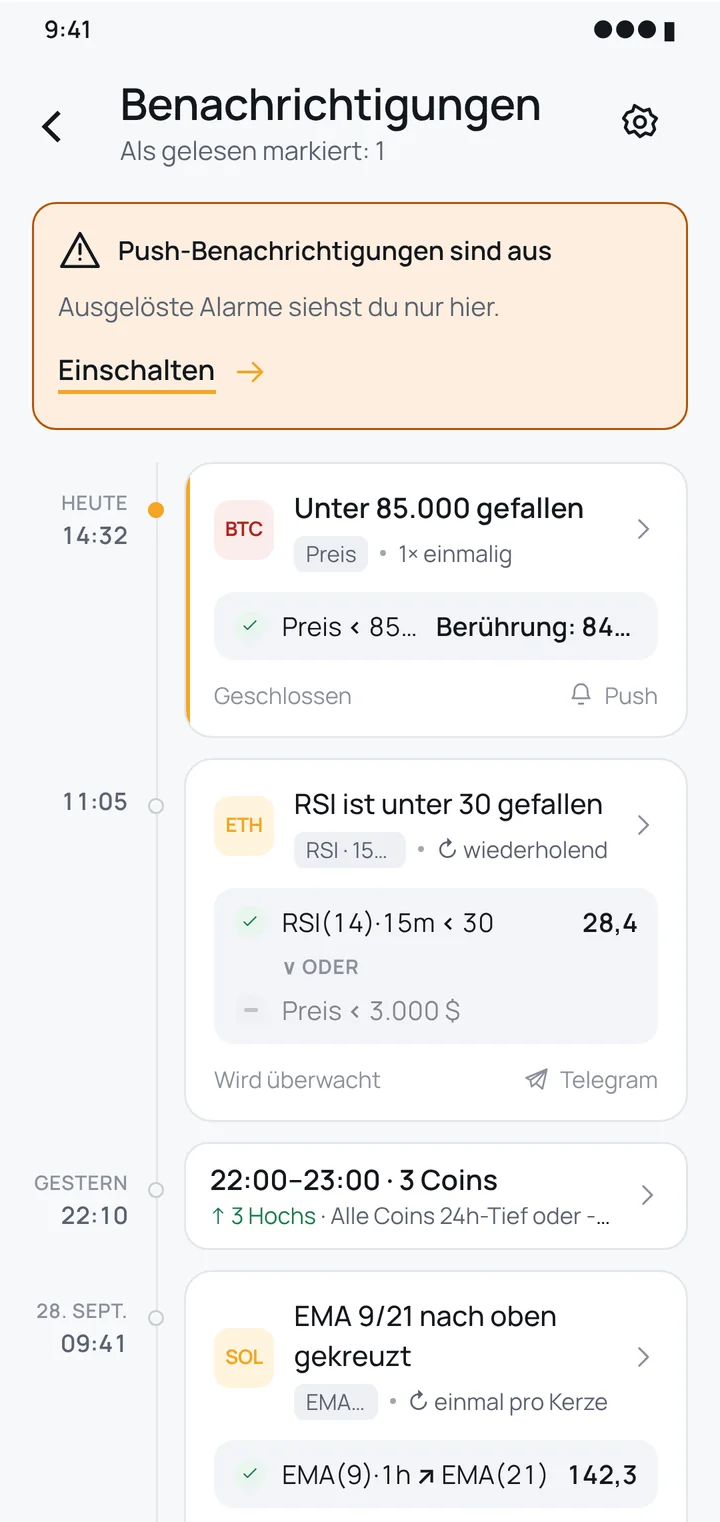 9:41
Benachrichtigungen
Als gelesen markiert: 1
Push-Benachrichtigungen sind aus
Ausgelöste Alarme siehst du nur hier.
Einschalten →
HEUTE
14:32
BTC
Unter 85.000 gefallen
Preis • 1× einmalig
✓ Preis < 85... Berührung: 84...
Geschlossen Push
11:05
ETH
RSI ist unter 30 gefallen
RSI · 15... • ↻ wiederholend
✓ RSI(14)·15m < 30 28,4
∨ ODER
– Preis < 3.000 $
Wird überwacht Telegram
GESTERN
22:10
22:00–23:00 · 3 Coins
↑ 3 Hochs · Alle Coins 24h-Tief oder -...
28. SEPT.
09:41
SOL
EMA 9/21 nach oben
gekreuzt
EMA... • ↻ einmal pro Kerze
✓ EMA(9)·1h ↗ EMA(21) 142,3